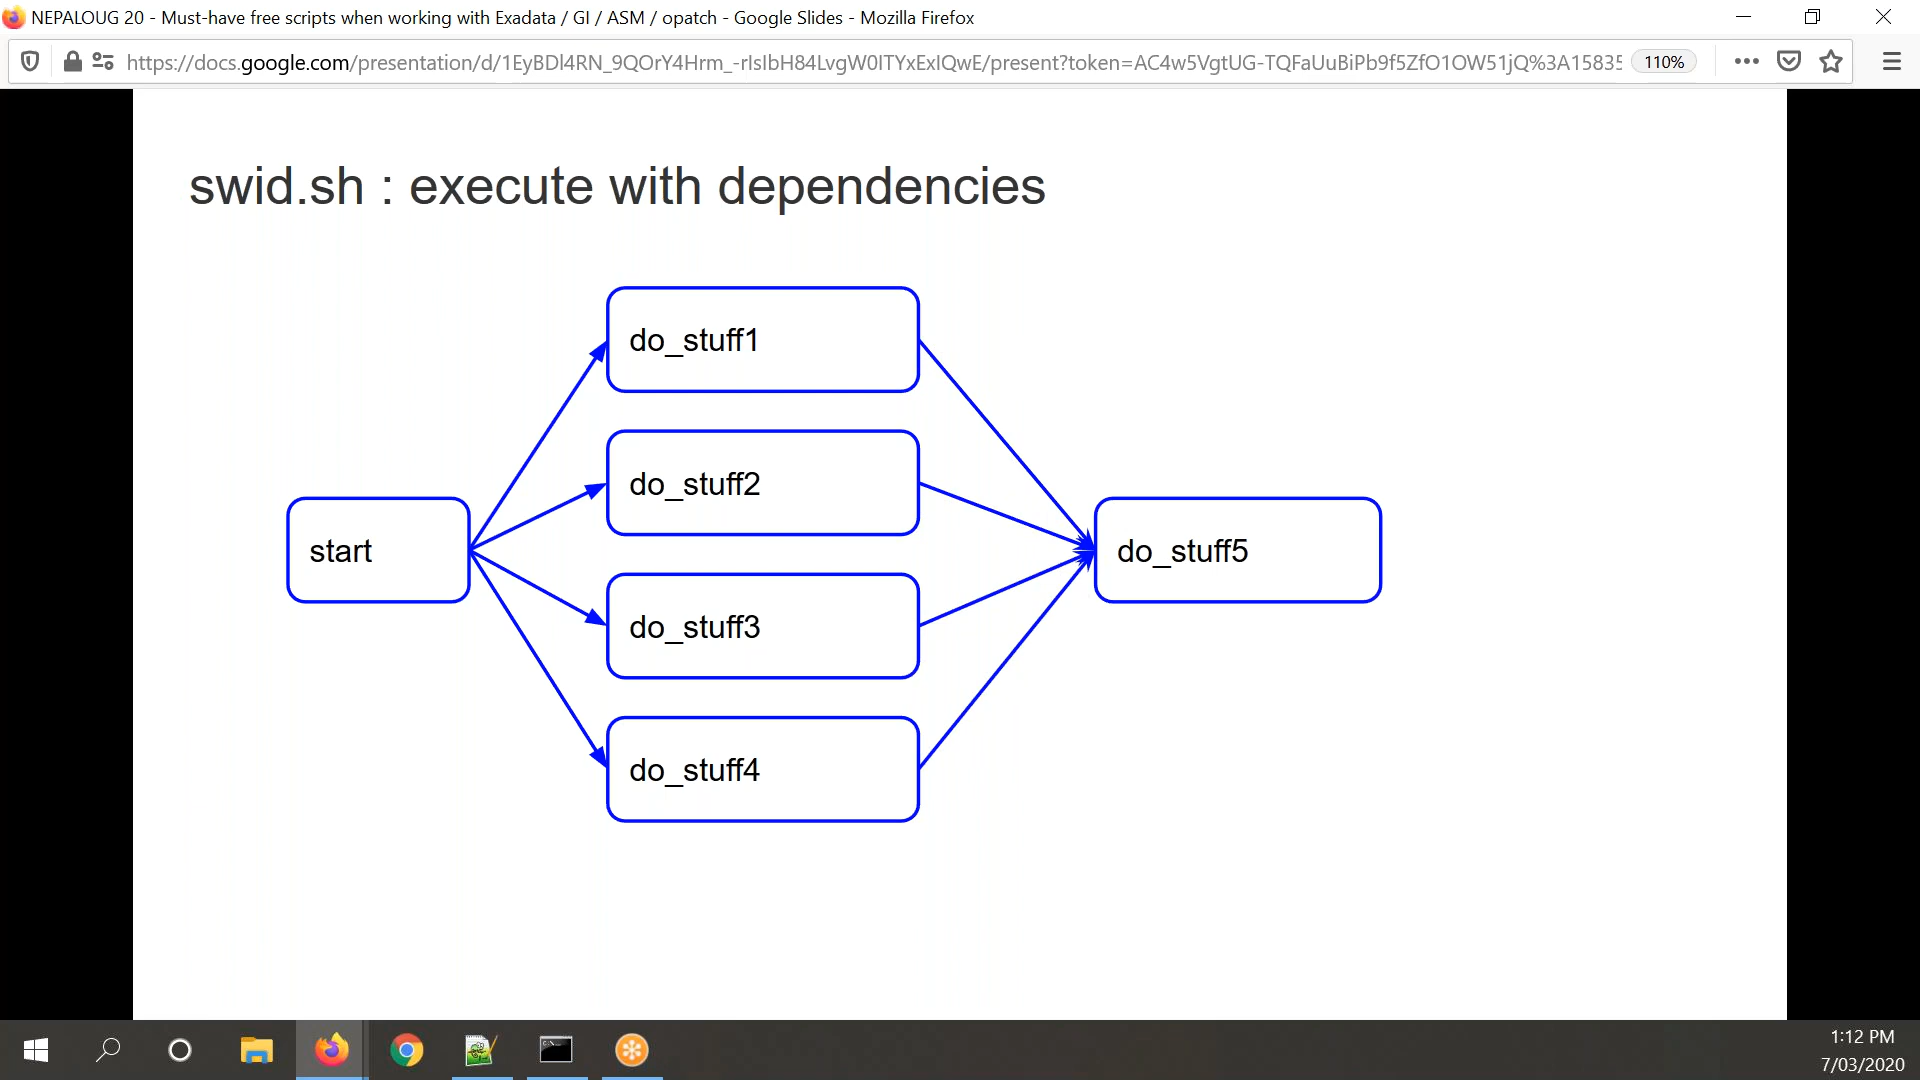 NEPALOUG 20 - Must-have free scripts when working with Exadata / GI / ASM / opatch - Google Slides - Mozilla Firefox
https://docs.google.com/presentation/d/1EyBDl4RN_9QOrY4Hrm_-rIsIbH84LvgW0ITYxExIQwE/present?token=AC4w5VgtUG-TQFaUuBiPb9f5ZfO1OW51jQ%3A15835
110%
swid.sh : execute with dependencies
do_stuff1
do_stuff2
start
do_stuff5
do_stuff3
do_stuff4
1:12 PM
7/03/2020